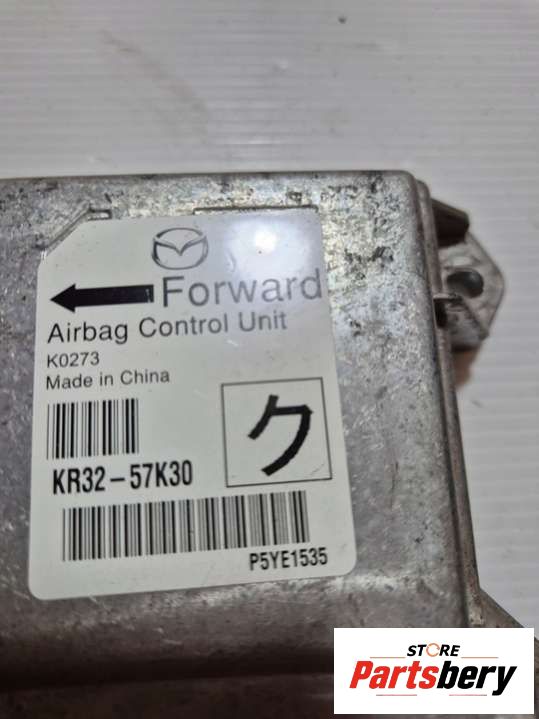 Forward
Airbag Control Unit
K0273
Made in China
ク
KR32-57K30
P5YE1535
STORE
Partsbery